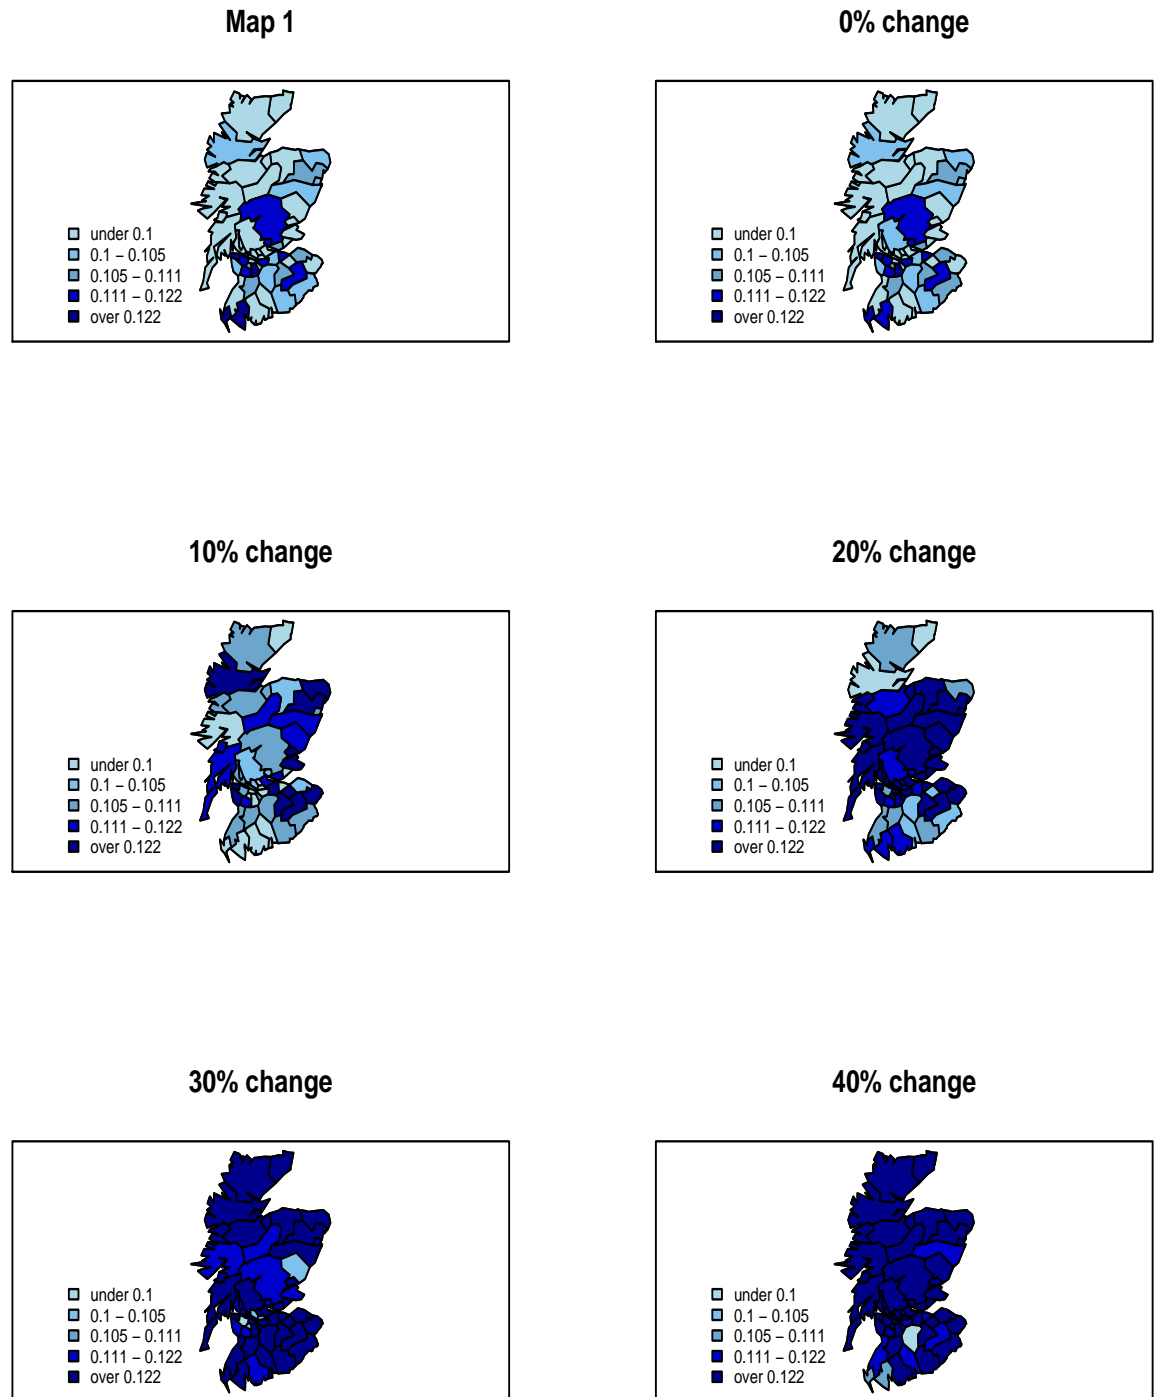 Map 1
under 0.1
0.1 – 0.105
0.105 – 0.111
0.111 – 0.122
over 0.122
0% change
under 0.1
0.1 – 0.105
0.105 – 0.111
0.111 – 0.122
over 0.122
10% change
under 0.1
0.1 – 0.105
0.105 – 0.111
0.111 – 0.122
over 0.122
20% change
under 0.1
0.1 – 0.105
0.105 – 0.111
0.111 – 0.122
over 0.122
30% change
under 0.1
0.1 – 0.105
0.105 – 0.111
0.111 – 0.122
over 0.122
40% change
under 0.1
0.1 – 0.105
0.105 – 0.111
0.111 – 0.122
over 0.122